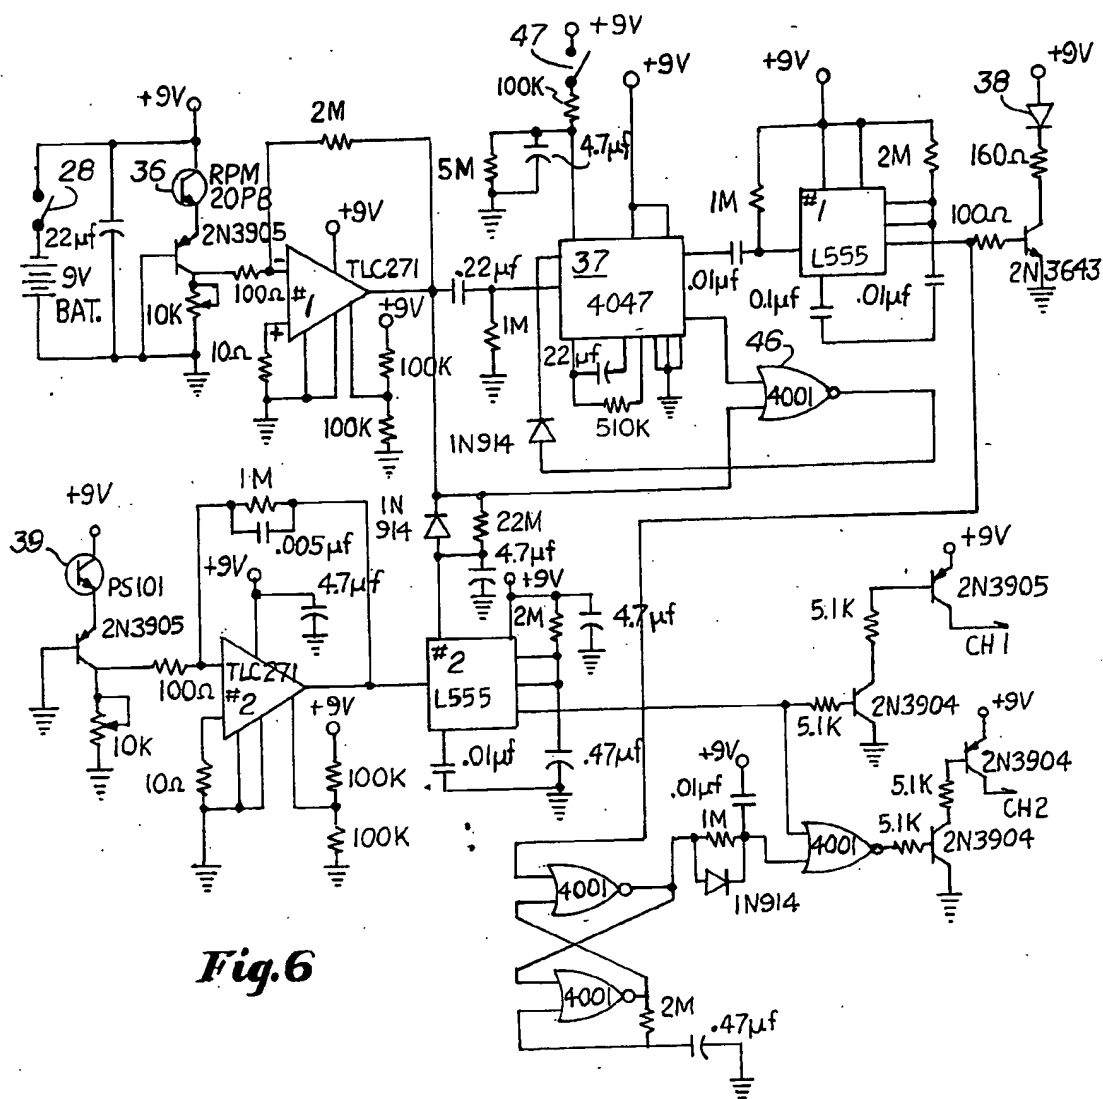 47
+9V
+9V
+9V
+9V
38
+9V
2M
100K
4.7µf
5M
2M
160Ω
28
36
RPM
20PB
1M
#1
L555
100Ω
22µf
2N3905
+9V
9V
BAT.
100Ω
TLC271
#1
.22µf
37
4047
.01µf
0.1µf
.01µf
2N3643
10K
+9V
10Ω
+
100K
1M
22µf
46
4001
100K
510K
1N914
1M
+9V
39
.005µf
1N
914
22M
+9V
4.7µf
4.7µf
+9V
+9V
PS101
2M
4.7µf
2N3905
5.1K
2N3905
CH1
100Ω
TLC271
#2
#2
L555
+9V
10K
5.1K
2N3904
+9V
10Ω
100K
.01µf
.47µf
+9V
2N3904
.01µf
5.1K
CH2
100K
1M
4001
5.1K
2N3904
4001
1N914
Fig.6
4001
2M
.47µf